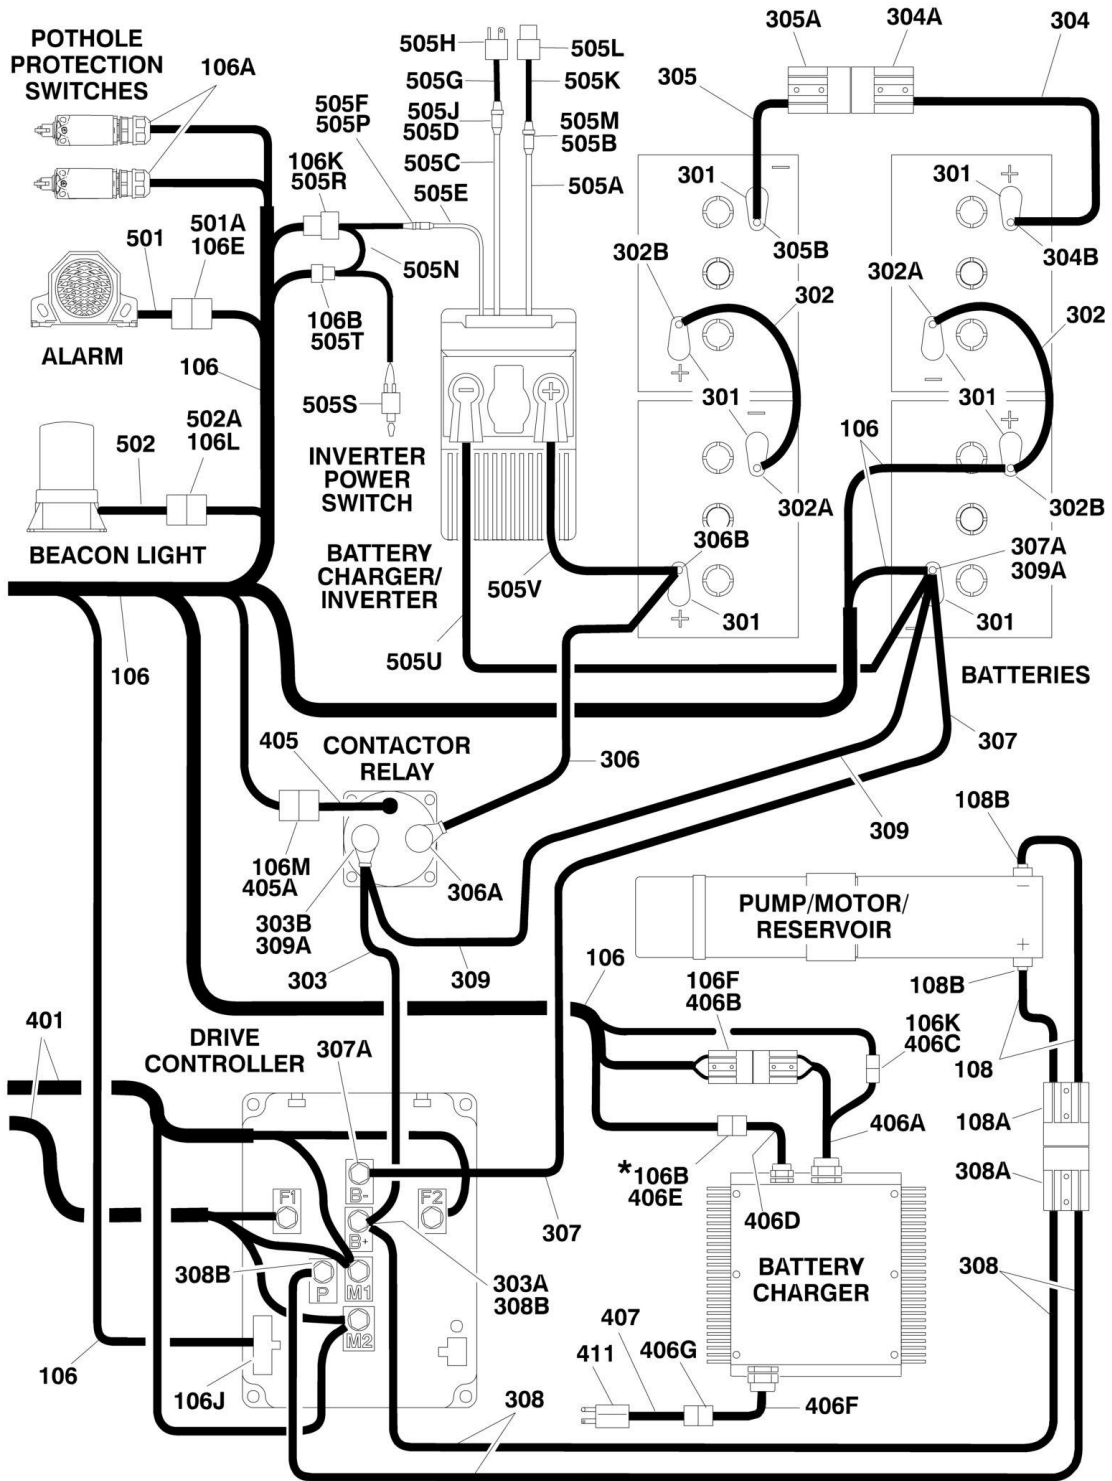 305A
304A
304
POTHOLE
PROTECTION
SWITCHES
106A
505H
505L
505G
505K
305
505F
505P
505J
505D
505M
505B
106K
505R
505C
505E
505A
301
−
+
301
501
501A
106E
505N
302B
305B
302A
304B
302
302
ALARM
106B
505T
106
−
+
+
−
505S
301
−
301
+
502A
106L
502
106
INVERTER
POWER
SWITCH
302A
302B
BEACON LIGHT
BATTERY
CHARGER/
INVERTER
306B
307A
309A
505V
301
301
+
−
505U
106
BATTERIES
405
CONTACTOR
RELAY
306
307
108B
309
106M
405A
306A
−
PUMP/MOTOR/
RESERVOIR
+
303B
309A
303
309
106
106F
406B
108B
401
DRIVE
CONTROLLER
307A
106K
406C
108
406A
108A
*106B
406E
308A
B-
F1
F2
B+
307
406D
308B
P
M1
303A
308B
BATTERY
CHARGER
308
M2
407
406G
411
106
106J
308
406F
308